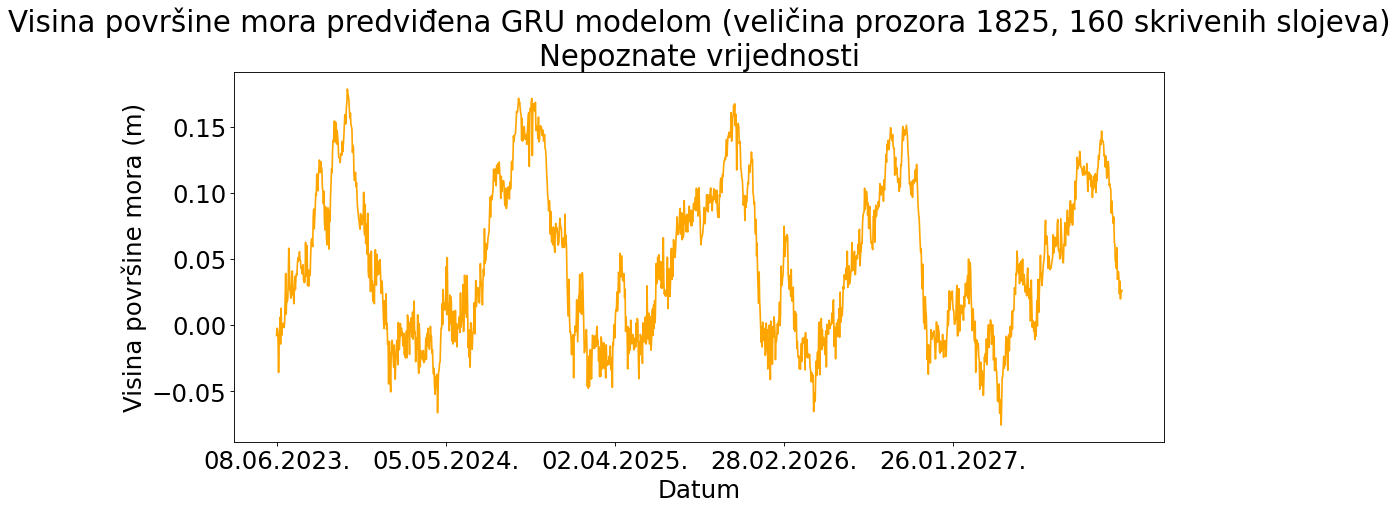 Visina površine mora predviđena GRU modelom (veličina prozora 1825, 160 skrivenih slojeva)
Nepoznate vrijednosti
Visina površine mora (m)
0.15
0.10
0.05
0.00
−0.05
08.06.2023. 05.05.2024. 02.04.2025. 28.02.2026. 26.01.2027.
Datum